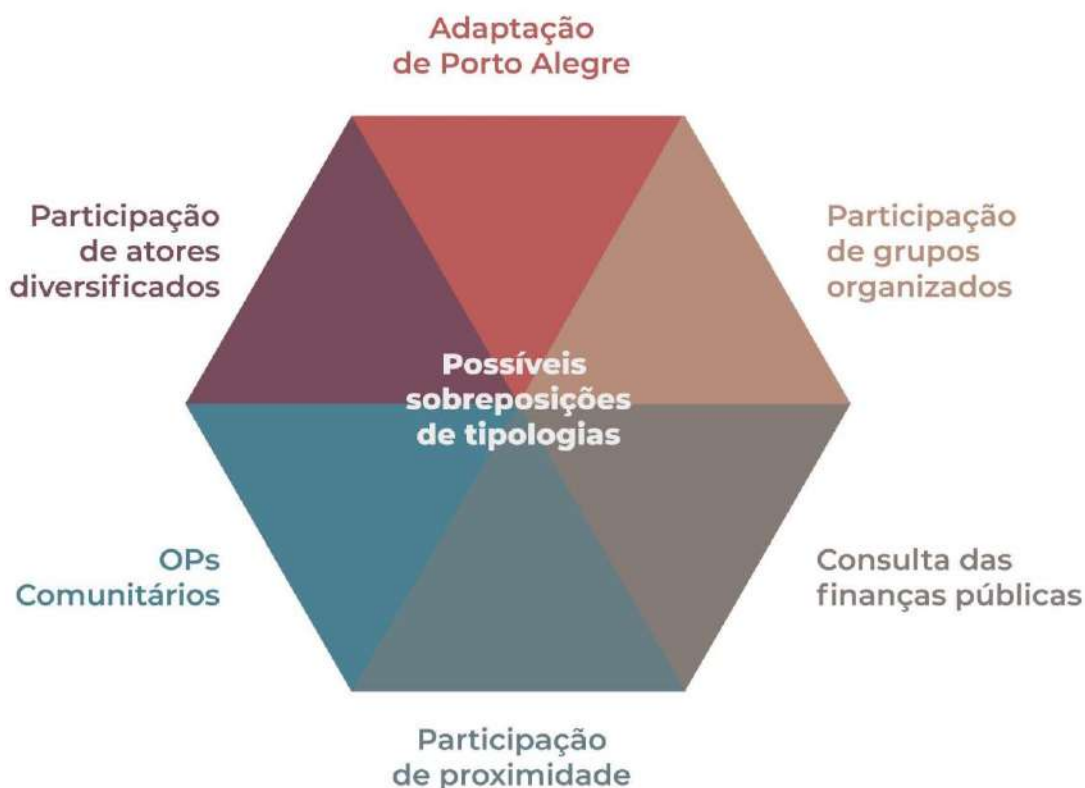 Adaptação
de Porto Alegre
Participação
de atores
diversificados
Participação
de grupos
organizados
Possíveis
sobreposições
de tipologias
OPs
Comunitários
Consulta das
finanças públicas
Participação
de proximidade